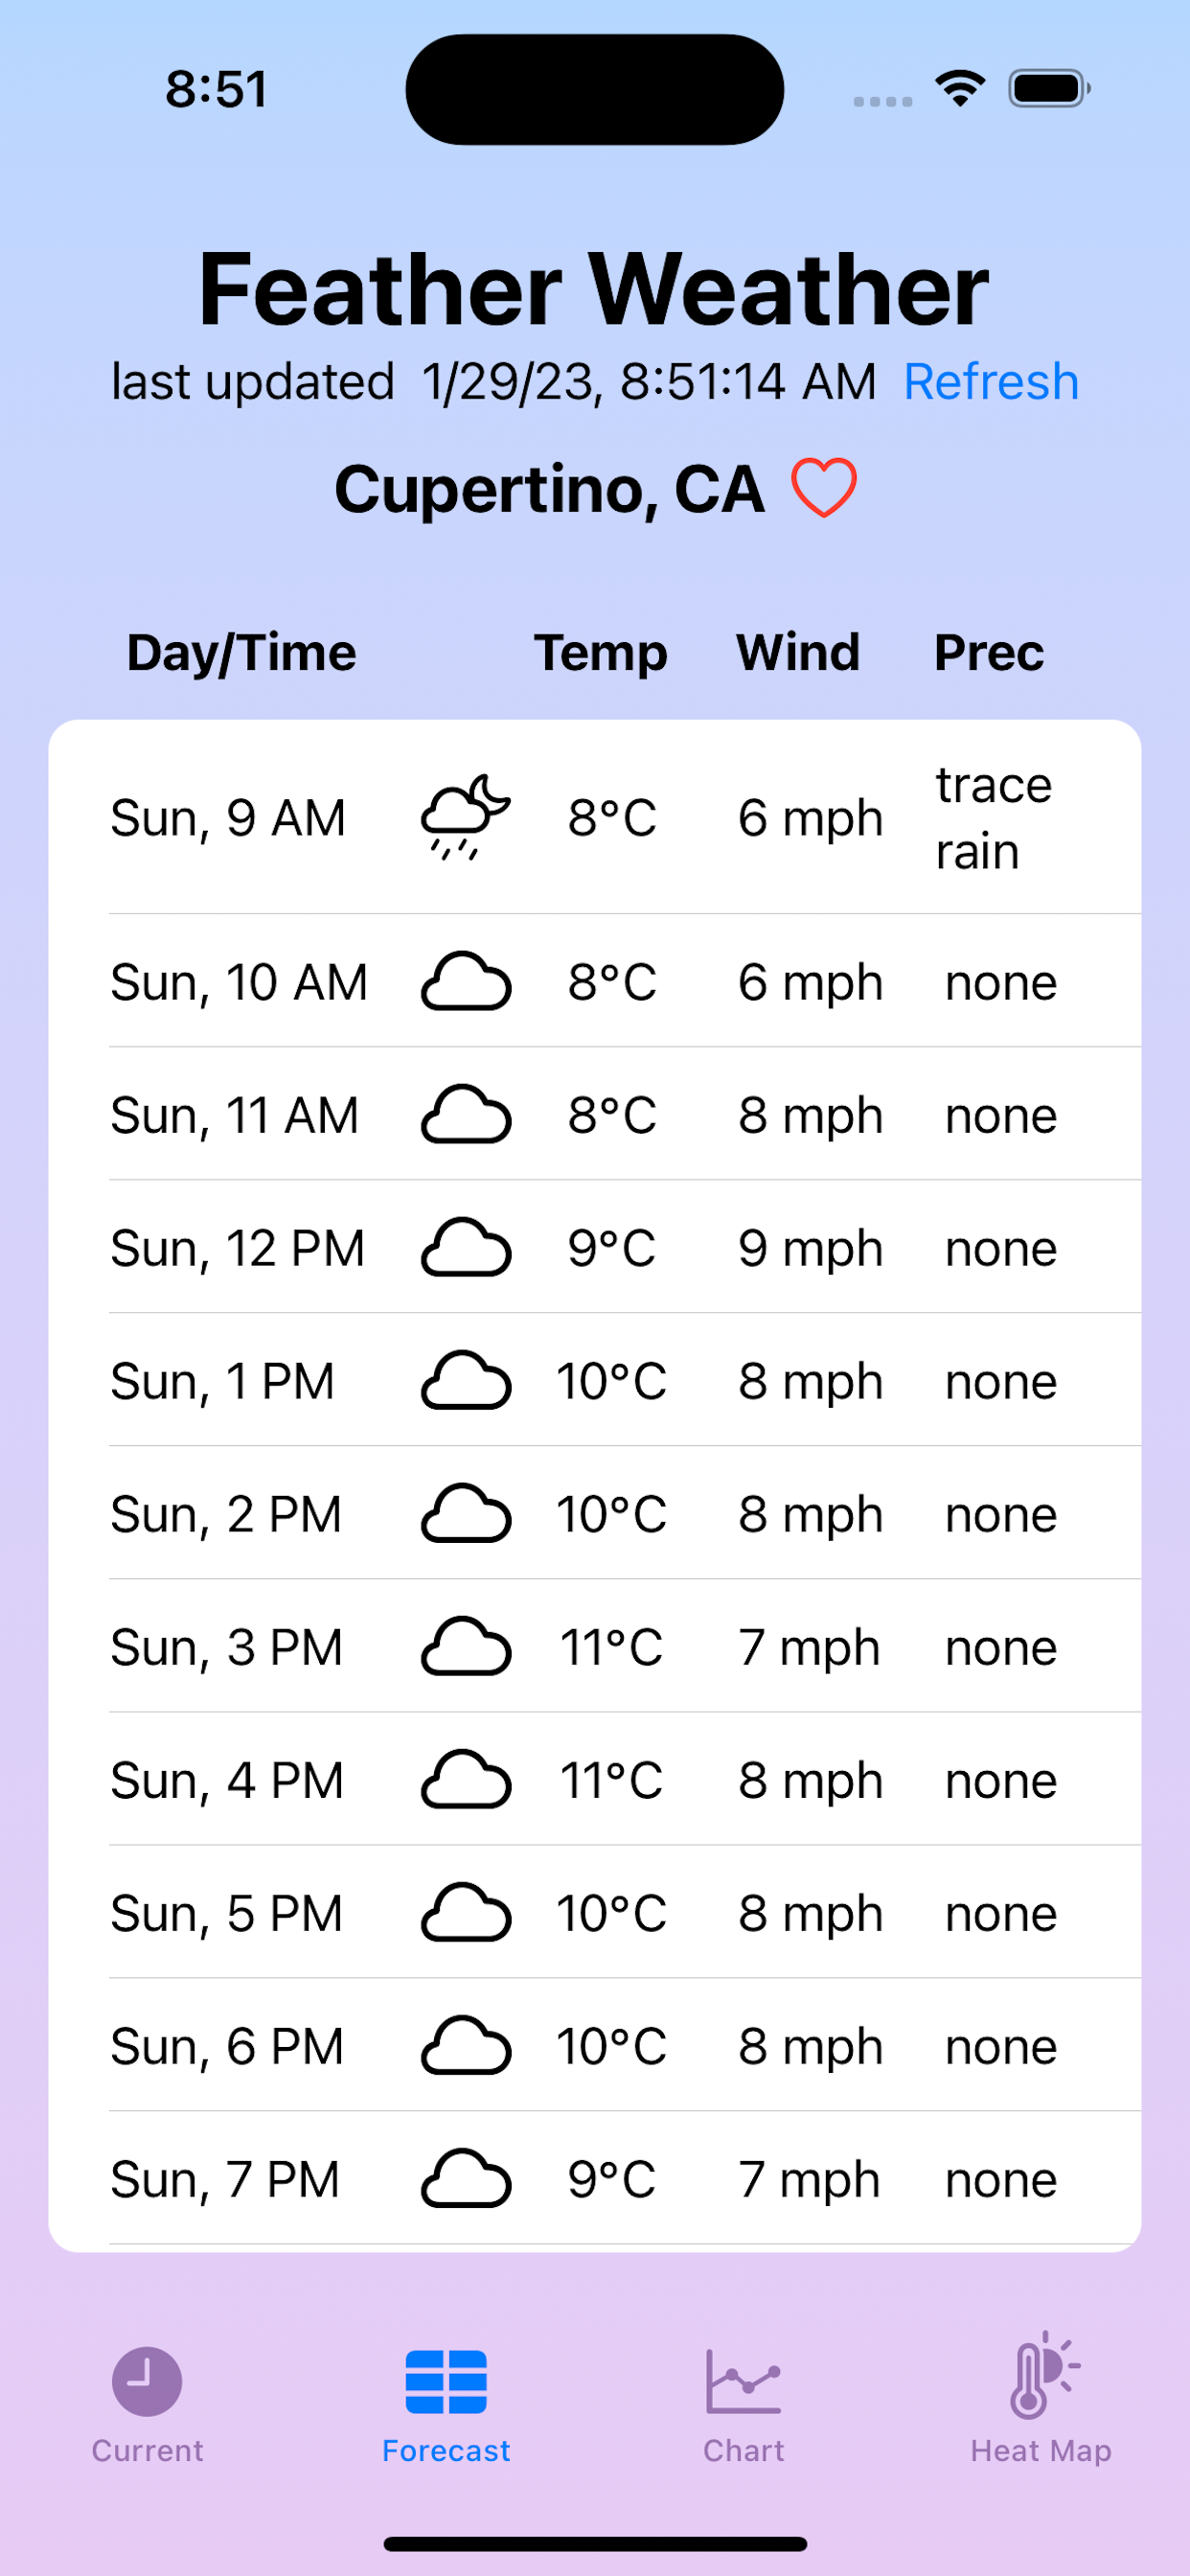 8:51
Feather Weather
last updated 1/29/23, 8:51:14 AM Refresh
Cupertino, CA
Day/Time Temp Wind Prec
Sun, 9 AM 8°C 6 mph trace
rain
Sun, 10 AM 8°C 6 mph none
Sun, 11 AM 8°C 8 mph none
Sun, 12 PM 9°C 9 mph none
Sun, 1 PM 10°C 8 mph none
Sun, 2 PM 10°C 8 mph none
Sun, 3 PM 11°C 7 mph none
Sun, 4 PM 11°C 8 mph none
Sun, 5 PM 10°C 8 mph none
Sun, 6 PM 10°C 8 mph none
Sun, 7 PM 9°C 7 mph none
Current Forecast Chart Heat Map